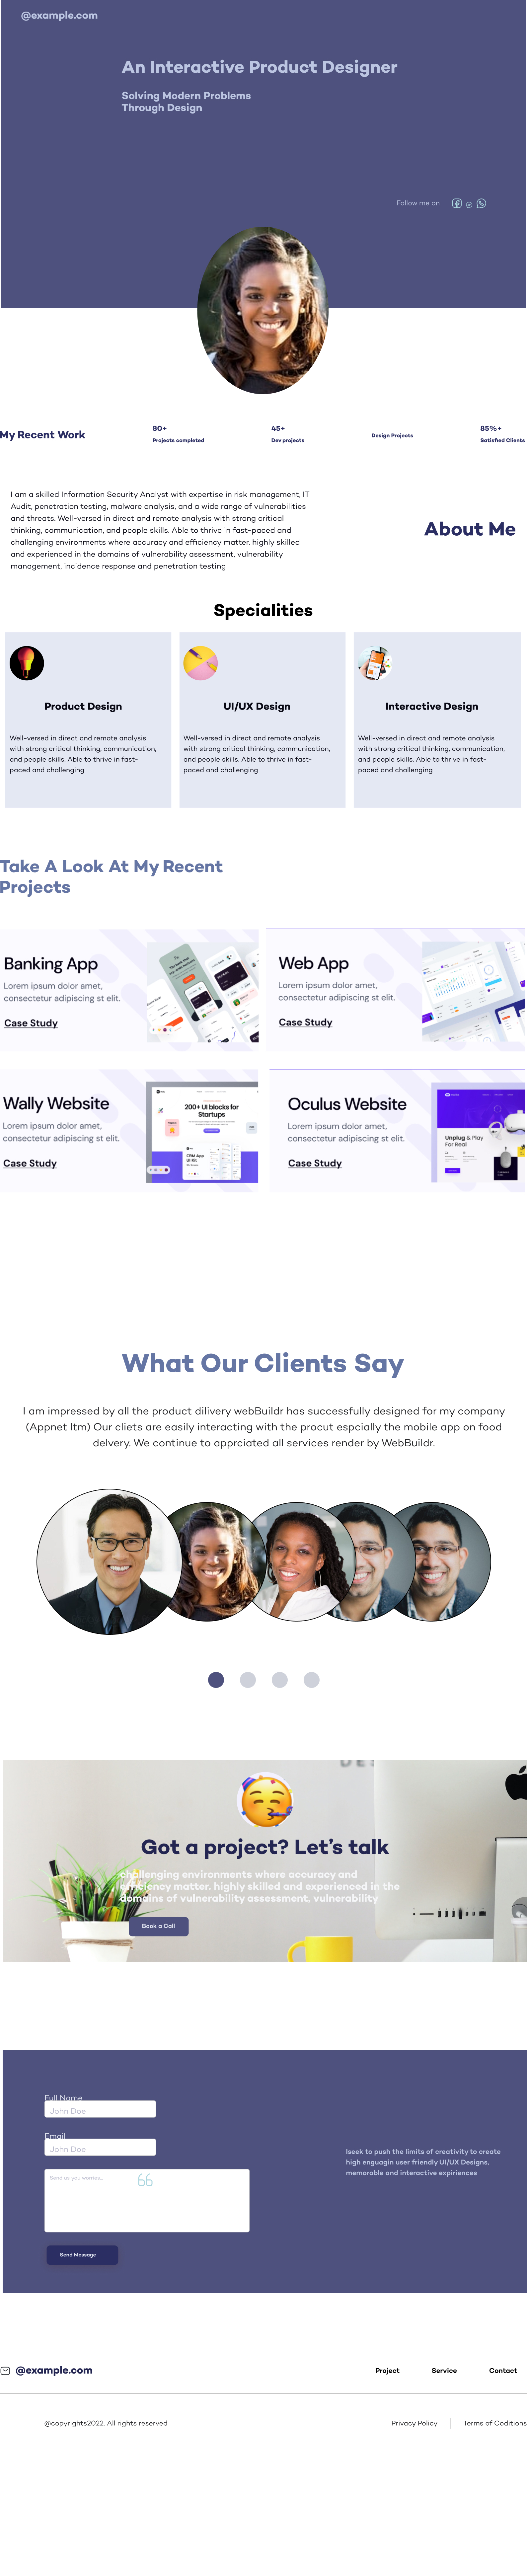 @example.com
An Interactive Product Designer
Solving Modern Problems
Through Design
Follow me on
My Recent Work
80+
Projects completed
45+
Dev projects
Design Projects
85%+
Satisfied Clients
I am a skilled Information Security Analyst with expertise in risk management, IT
Audit, penetration testing, malware analysis, and a wide range of vulnerabilities
and threats. Well-versed in direct and remote analysis with strong critical
thinking, communication, and people skills. Able to thrive in fast-paced and
challenging environments where accuracy and efficiency matter. highly skilled
and experienced in the domains of vulnerability assessment, vulnerability
management, incidence response and penetration testing
About Me
Specialities
Product Design
Well-versed in direct and remote analysis
with strong critical thinking, communication,
and people skills. Able to thrive in fast-
paced and challenging
UI/UX Design
Well-versed in direct and remote analysis
with strong critical thinking, communication,
and people skills. Able to thrive in fast-
paced and challenging
Interactive Design
Well-versed in direct and remote analysis
with strong critical thinking, communication,
and people skills. Able to thrive in fast-
paced and challenging
Take A Look At My Recent
Projects
Banking App
Lorem ipsum dolor amet,
consectetur adipiscing st elit.
Case Study
Web App
Lorem ipsum dolor amet,
consectetur adipiscing st elit.
Case Study
Wally Website
Lorem ipsum dolor amet,
consectetur adipiscing st elit.
Case Study
200+ UI blocks for
Startups
CRM App
UI Kit
Oculus Website
Lorem ipsum dolor amet,
consectetur adipiscing st elit.
Case Study
Unplug & Play
For Real
What Our Clients Say
I am impressed by all the product dilivery webBuildr has successfully designed for my company
(Appnet ltm) Our cliets are easily interacting with the procut espcially the mobile app on food
delvery. We continue to apprciated all services render by WebBuildr.
Got a project? Let's talk
challenging environments where accuracy and
efficiency matter. highly skilled and experienced in the
domains of vulnerability assessment, vulnerability
Book a Call
Full Name
John Doe
Email
John Doe
Send us you worries.
Send Message
Iseek to push the limits of creativity to create
high enguagin user friendly UI/UX Designs,
memorable and interactive expiriences
@example.com
Project
Service
Contact
@copyrights2022. All rights reserved
Privacy Policy
Terms of Coditions